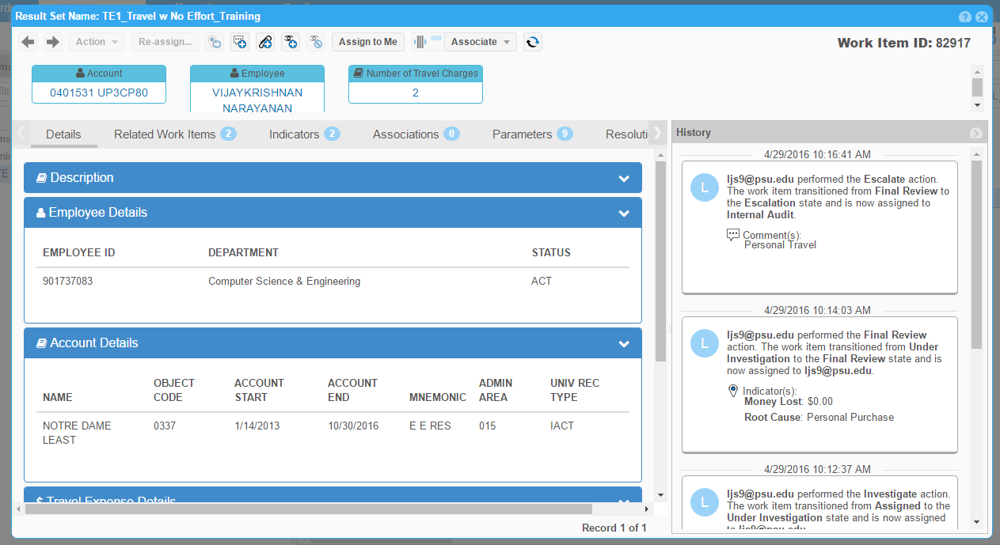 Result Set Name: TE1_Travel w No Effort_Training
Action
Re-assign...
Assign to Me
Associate
Work Item ID: 82917
Account
0401531 UP3CP80
Employee
VIJAYKRISHNAN
NARAYANAN
Number of Travel Charges
2
Details
Related Work Items 2
Indicators 2
Associations 0
Parameters 9
Resoluti
Description
Employee Details
EMPLOYEE ID DEPARTMENT STATUS
901737083 Computer Science & Engineering ACT
Account Details
NAME OBJECT CODE ACCOUNT START ACCOUNT END MNEMONIC ADMIN AREA UNIV REC TYPE
NOTRE DAME 0337 1/14/2013 10/30/2016 E E RES 015 IACT
LEAST
Travel Expense Details
Record 1 of 1
History
4/29/2016 10:16:41 AM
L
ljs9@psu.edu performed the Escalate action.
The work item transitioned from Final Review to
the Escalation state and is now assigned to
Internal Audit.
Comment(s):
Personal Travel
4/29/2016 10:14:03 AM
L
ljs9@psu.edu performed the Final Review
action. The work item transitioned from Under
Investigation to the Final Review state and is
now assigned to ljs9@psu.edu.
Indicator(s):
Money Lost: $0.00
Root Cause: Personal Purchase
4/29/2016 10:12:37 AM
L
ljs9@psu.edu performed the Investigate action.
The work item transitioned from Assigned to the
Under Investigation state and is now assigned
to ljs9@psu.edu.